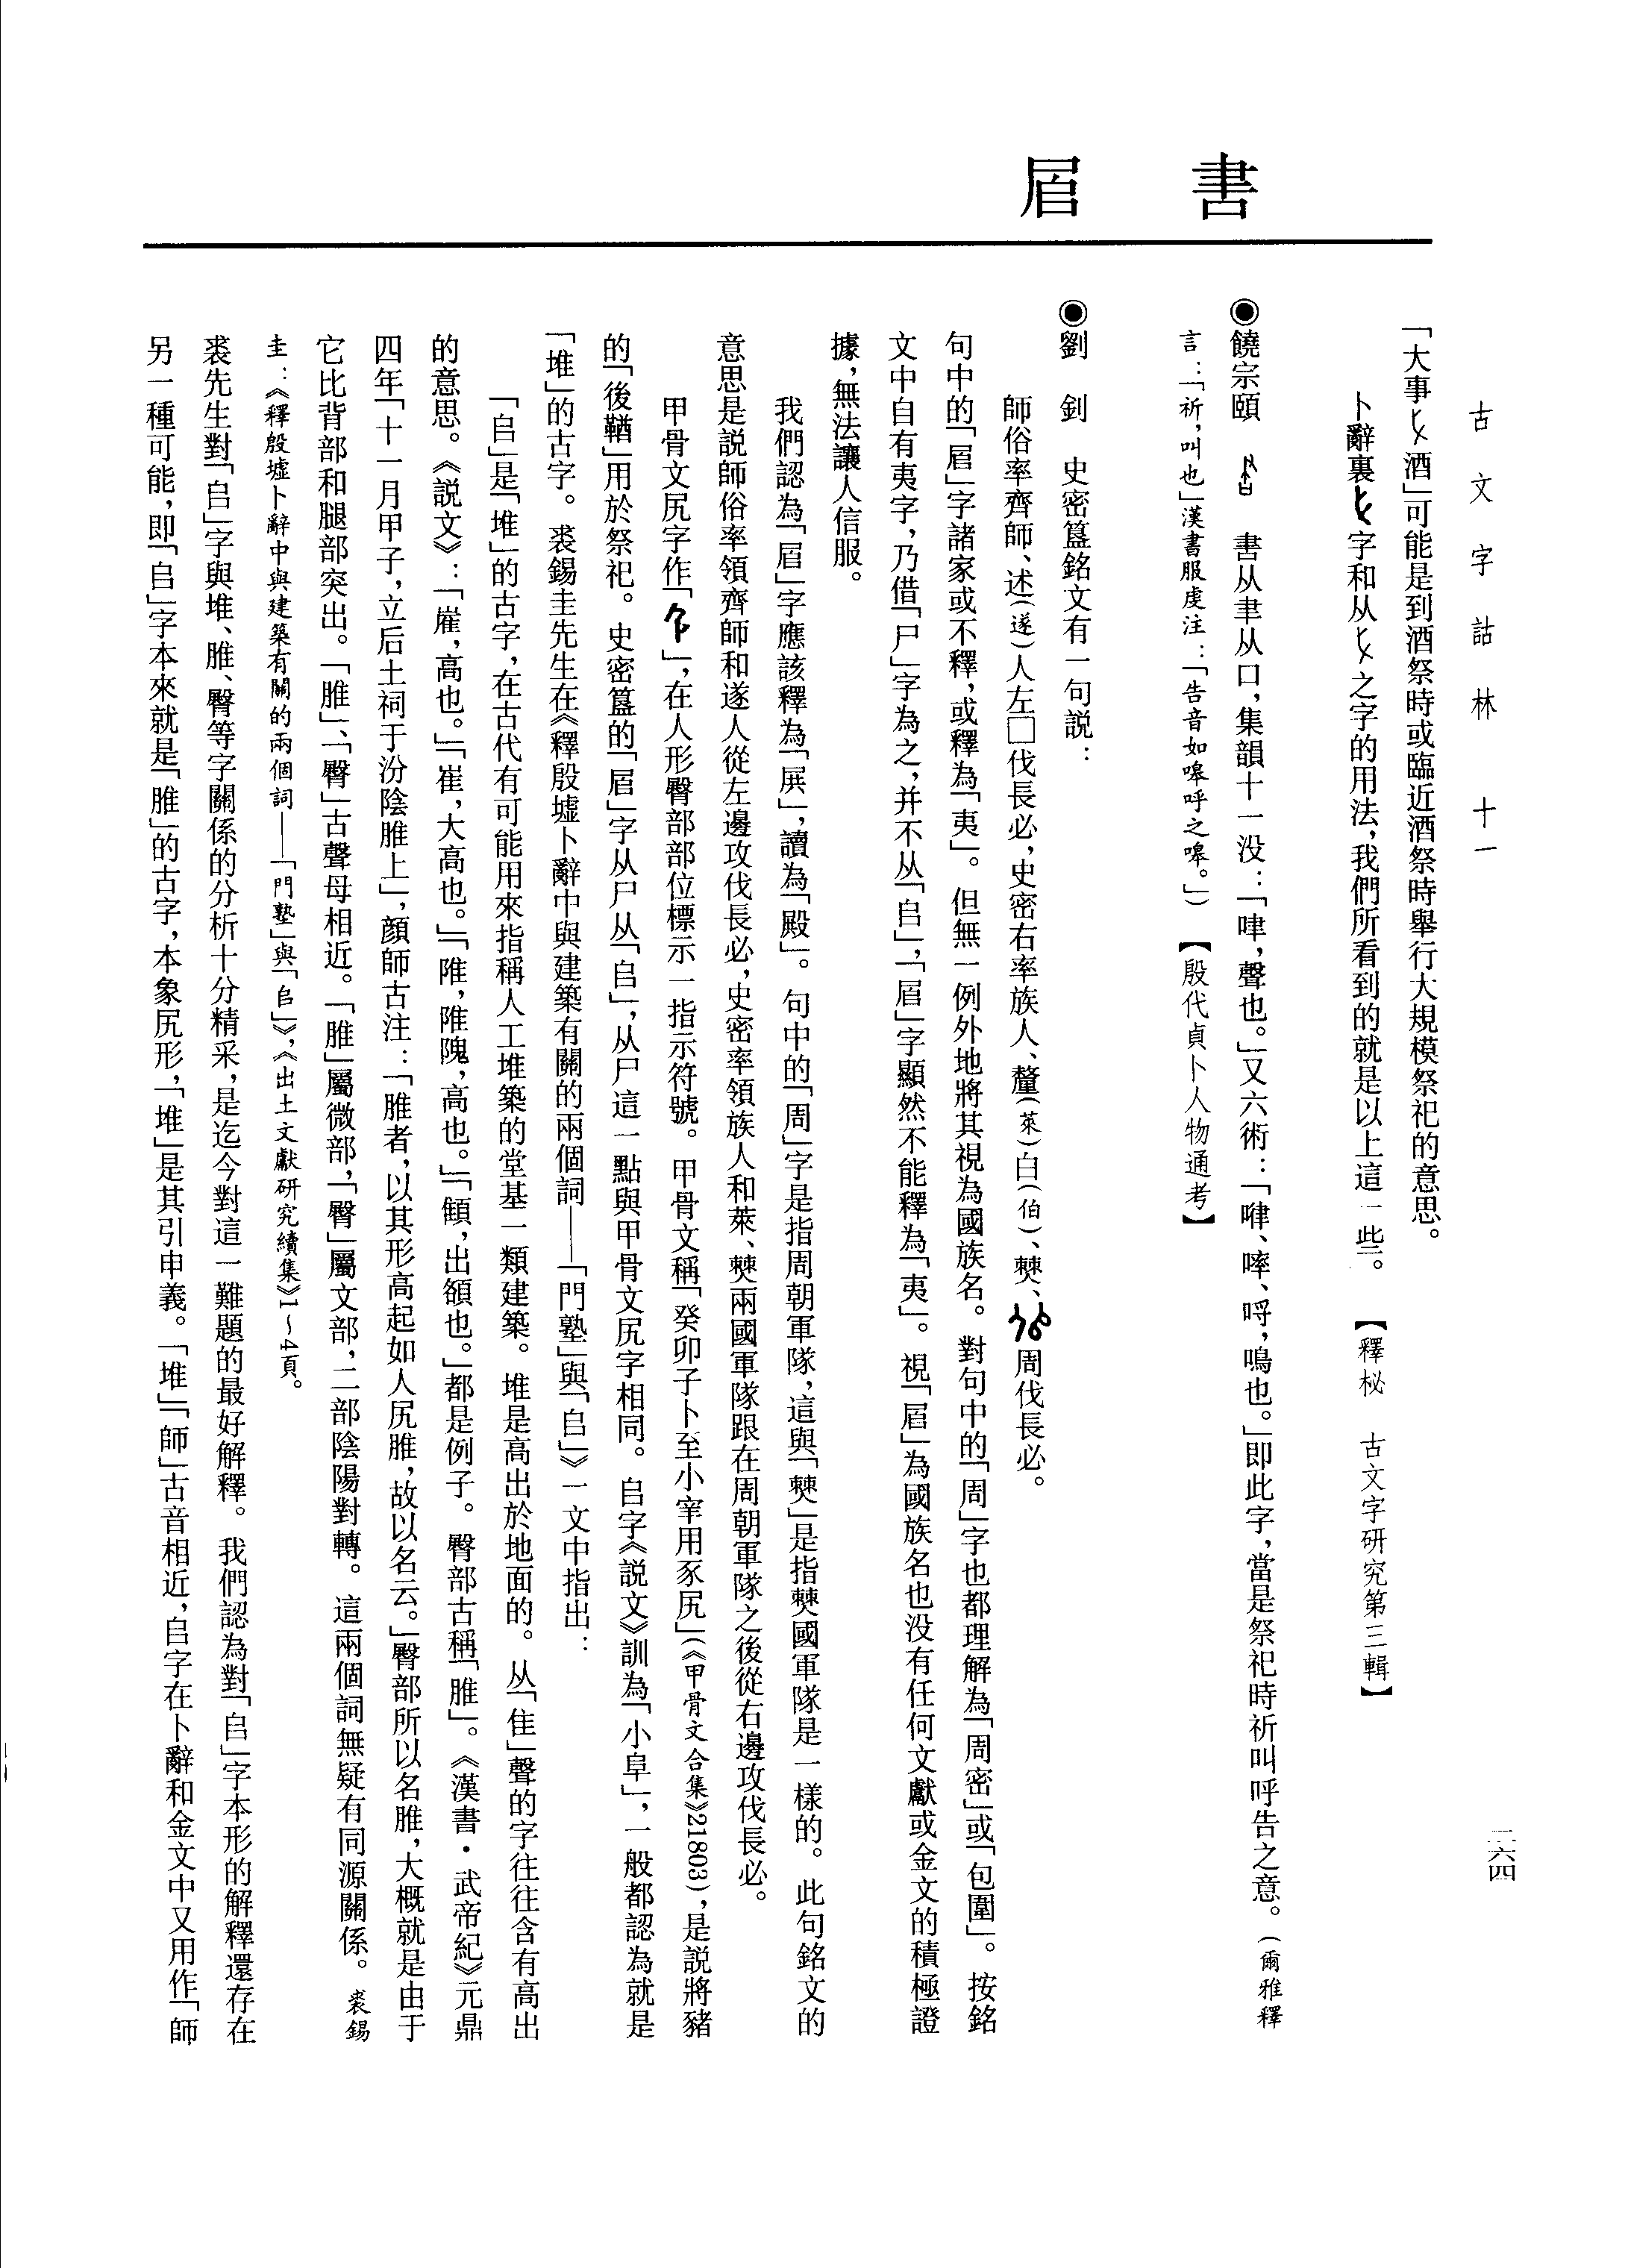 古文字詁林 十一
二六四
書
𡱂
「大事酒」可能是到酒祭時或臨近酒祭時舉行大規模祭祀的意思。
卜辭裏字和从之字的用法，我們所看到的就是以上這一些。 【釋柲 古文字研究第三輯】
◉饒宗頤 書从聿从口，集韻十一没：「㖀，聲也。」又六術：「㖀、啐、哷，鳴也。」即此字，當是祭祀時祈叫呼告之意。（爾雅釋
言：「祈，叫也」漢書服虔注：「告音如嘷呼之嘷。」） 【殷代貞卜人物通考】
◉劉 釗 史密簋銘文有一句説：
師俗率齊師、述（遂）人左□伐長必，史密右率族人、釐（萊）白（伯）、僰、周伐長必。
句中的「𡱂」字諸家或不釋，或釋為「夷」。但無一例外地將其視為國族名。對句中的「周」字也都理解為「周密」或「包圍」。按銘
文中自有夷字，乃借「尸」字為之，并不从「𠂤」，「𡱂」字顯然不能釋為「夷」。視「𡱂」為國族名也没有任何文獻或金文的積極證
據，無法讓人信服。
我們認為「𡱂」字應該釋為「屍」，讀為「殿」。句中的「周」字是指周朝軍隊，這與「僰」是指僰國軍隊是一樣的。此句銘文的
意思是説師俗率領齊師和遂人從左邊攻伐長必，史密率領族人和萊、僰兩國軍隊跟在周朝軍隊之後從右邊攻伐長必。
甲骨文尻字作「」，在人形臀部部位標示一指示符號。甲骨文稱「癸卯子卜至小宰用豕尻」（《甲骨文合集》21803），是説將豬
的「後鞧」用於祭祀。史密簋的「𡱂」字从尸从「𠂤」，从尸這一點與甲骨文尻字相同。𠂤字《説文》訓為「小阜」，一般都認為就是
「堆」的古字。裘錫圭先生在《釋殷墟卜辭中與建築有關的兩個詞——「門塾」與「𠂤」》一文中指出：
「𠂤」是「堆」的古字，在古代有可能用來指稱人工堆築的堂基一類建築。堆是高出於地面的。从「隹」聲的字往往含有高出
的意思。《説文》：「𨾊，高也。」「崔，大高也。」「陮，陮隗，高也。」「顀，出額也。」都是例子。臀部古稱「脽」。《漢書·武帝紀》元鼎
四年「十一月甲子，立后土祠于汾陰脽上」，顔師古注：「脽者，以其形高起如人尻脽，故以名云。」臀部所以名脽，大概就是由于
它比背部和腿部突出。「脽」、「臀」古聲母相近。「脽」屬微部，「臀」屬文部，二部陰陽對轉。這兩個詞無疑有同源關係。裘錫
圭：《釋殷墟卜辭中與建築有關的兩個詞——「門塾」與「𠂤」》，《出土文獻研究續集》1～4頁。
裘先生對「𠂤」字與堆、脽、臀等字關係的分析十分精采，是迄今對這一難題的最好解釋。我們認為對「𠂤」字本形的解釋還存在
另一種可能，即「𠂤」字本來就是「脽」的古字，本象尻形，「堆」是其引申義。「堆」「師」古音相近，𠂤字在卜辭和金文中又用作「師